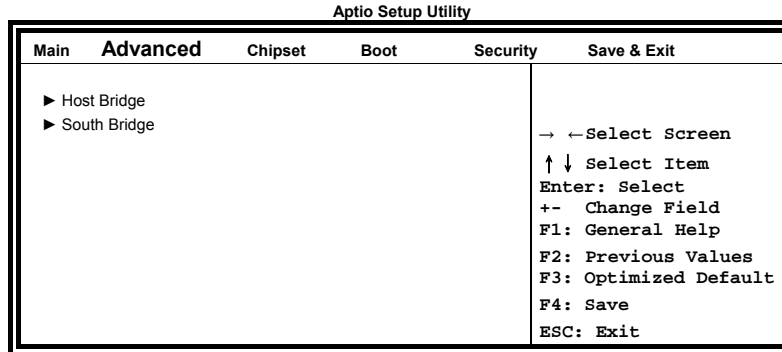 Aptio Setup Utility
Main Advanced Chipset Boot Security Save & Exit
► Host Bridge
► South Bridge
→ ←Select Screen
↑↓ Select Item
Enter: Select
+- Change Field
F1: General Help
F2: Previous Values
F3: Optimized Default
F4: Save
ESC: Exit